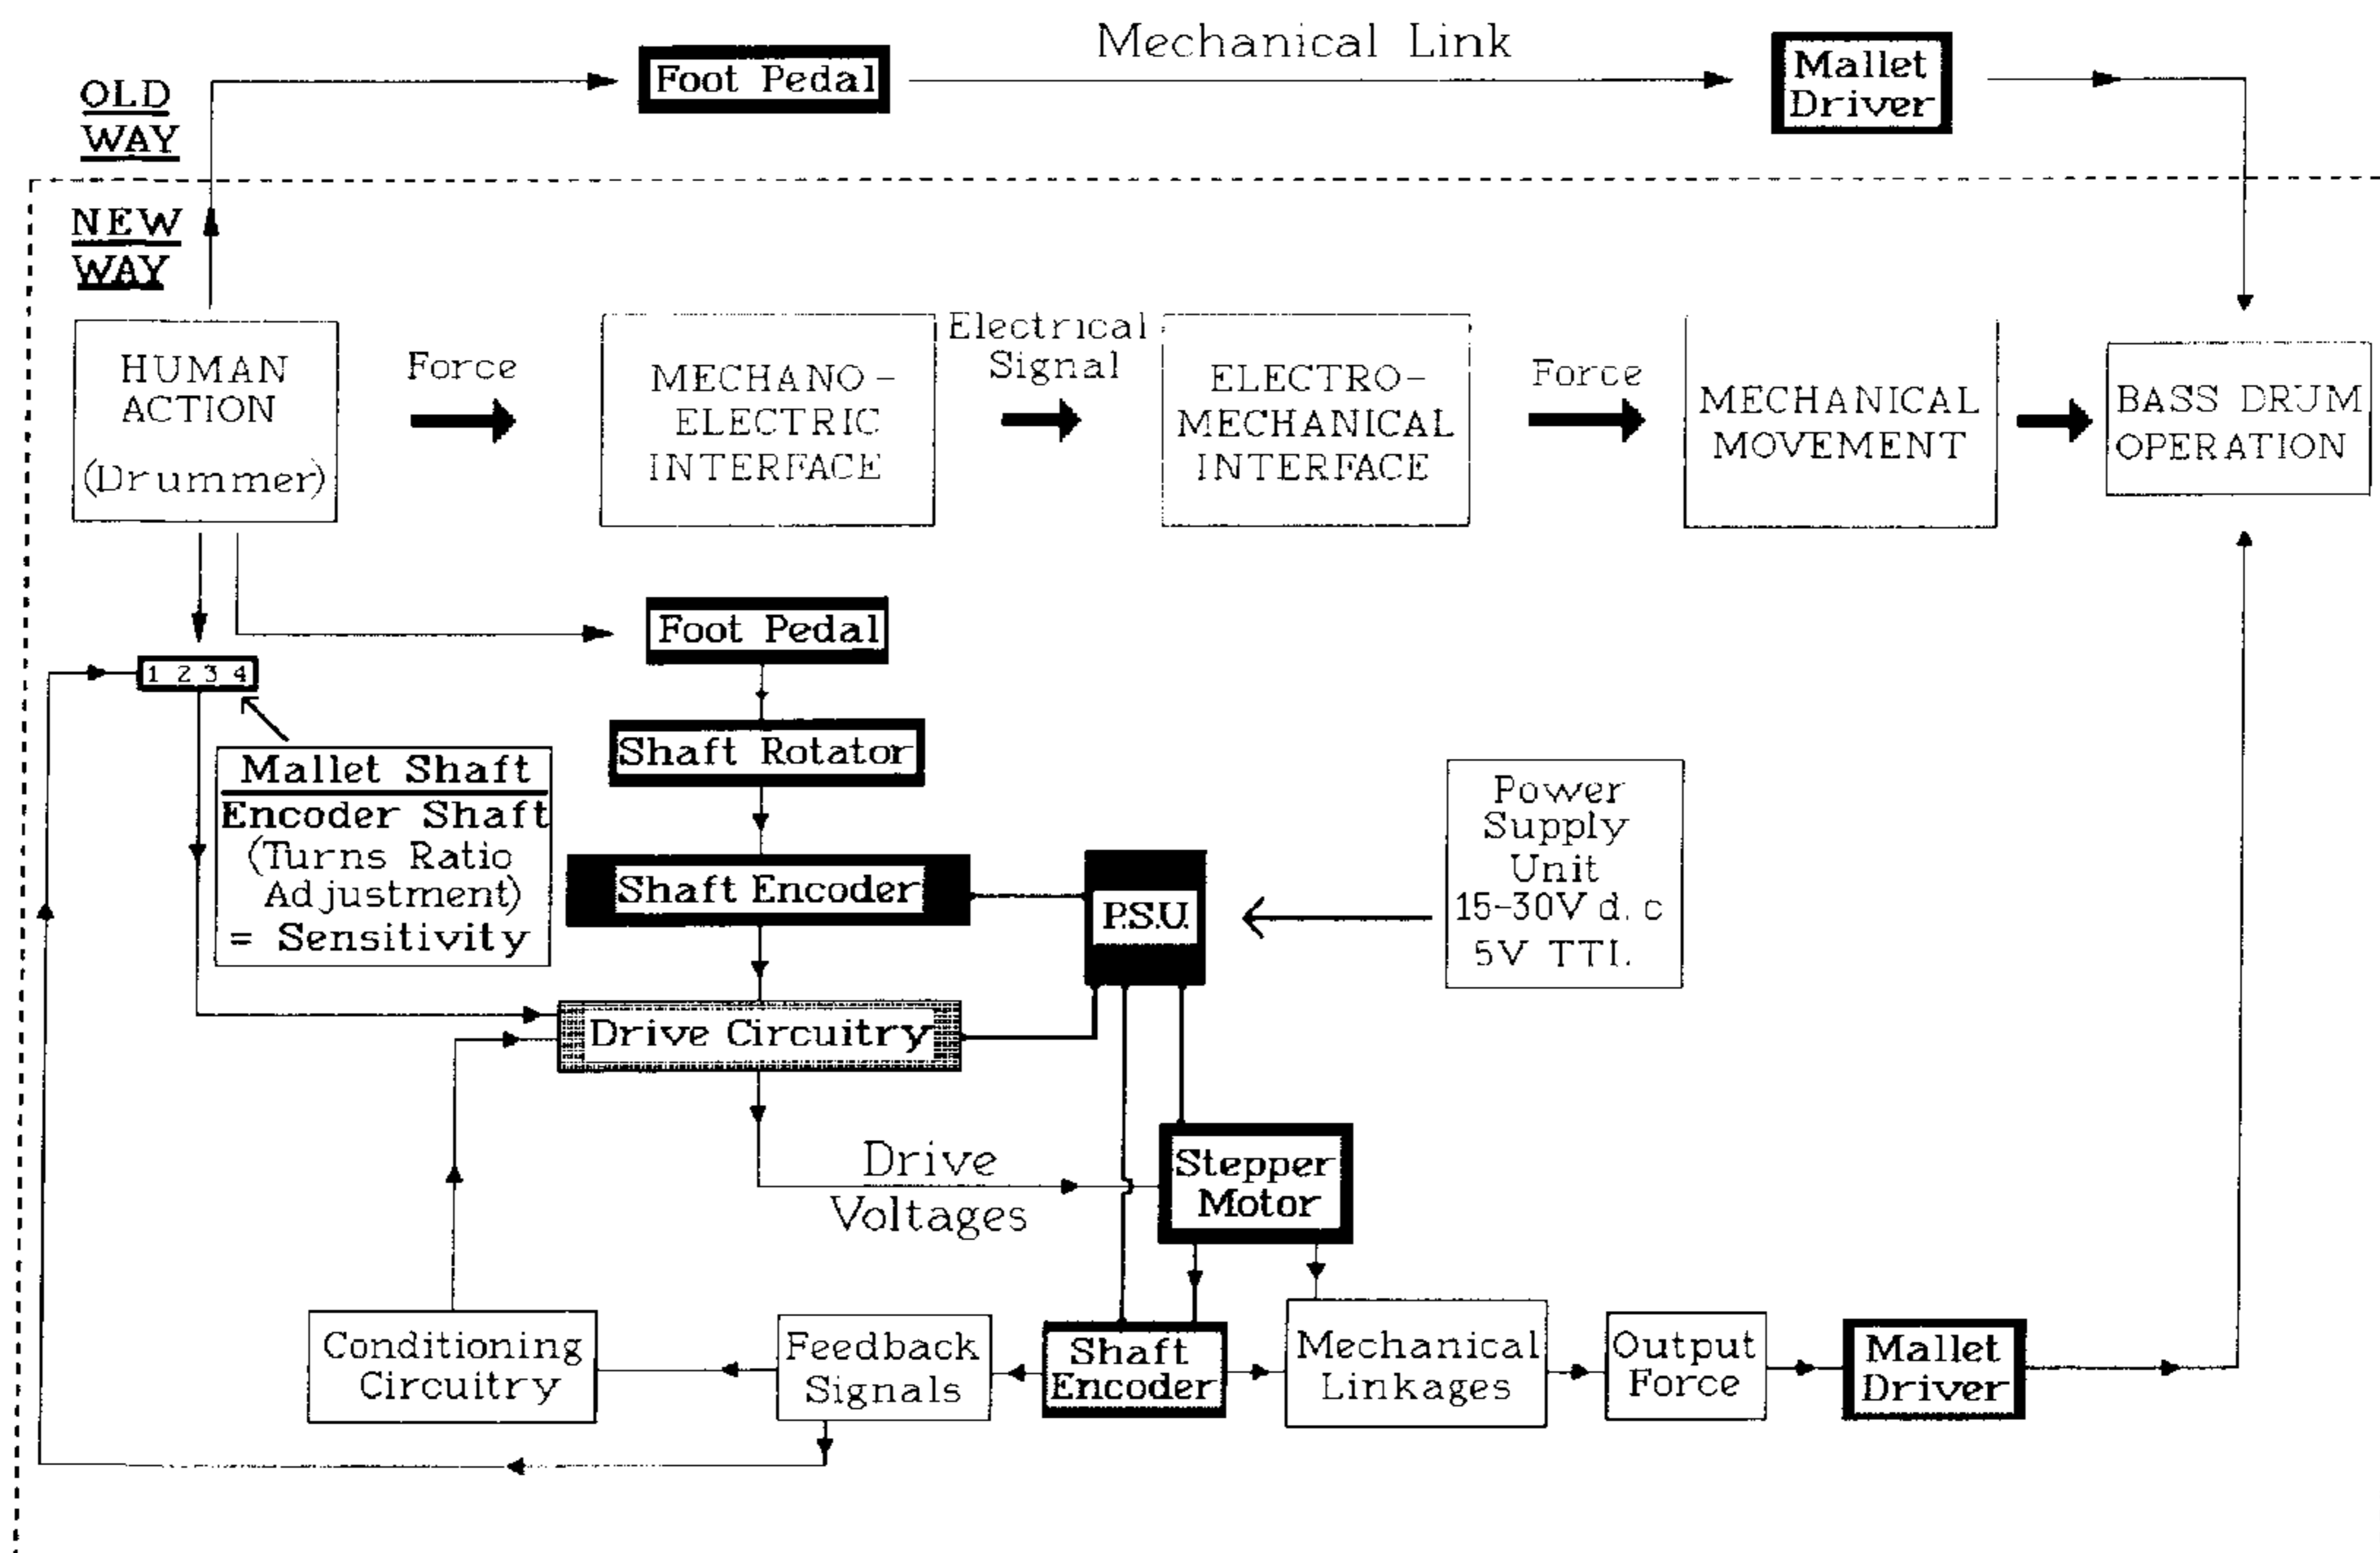 Mechanical Link
OLD
WAY
Foot Pedal
Mallet
Driver
NEW
WAY
HUMAN
ACTION
(Drummer)
Force
MECHANO-
ELECTRIC
INTERFACE
Electrical
Signal
ELECTRO-
MECHANICAL
INTERFACE
Force
MECHANICAL
MOVEMENT
BASS DRUM
OPERATION
Foot Pedal
1 2 3 4
Shaft Rotator
Mallet Shaft
Encoder Shaft
(Turns Ratio
Adjustment)
= Sensitivity
Shaft Encoder
P.S.U.
Power
Supply
Unit
15-30V d.c
5V TTL
Drive Circuitry
Drive
Voltages
Stepper
Motor
Conditioning
Circuitry
Feedback
Signals
Shaft
Encoder
Mechanical
Linkages
Output
Force
Mallet
Driver